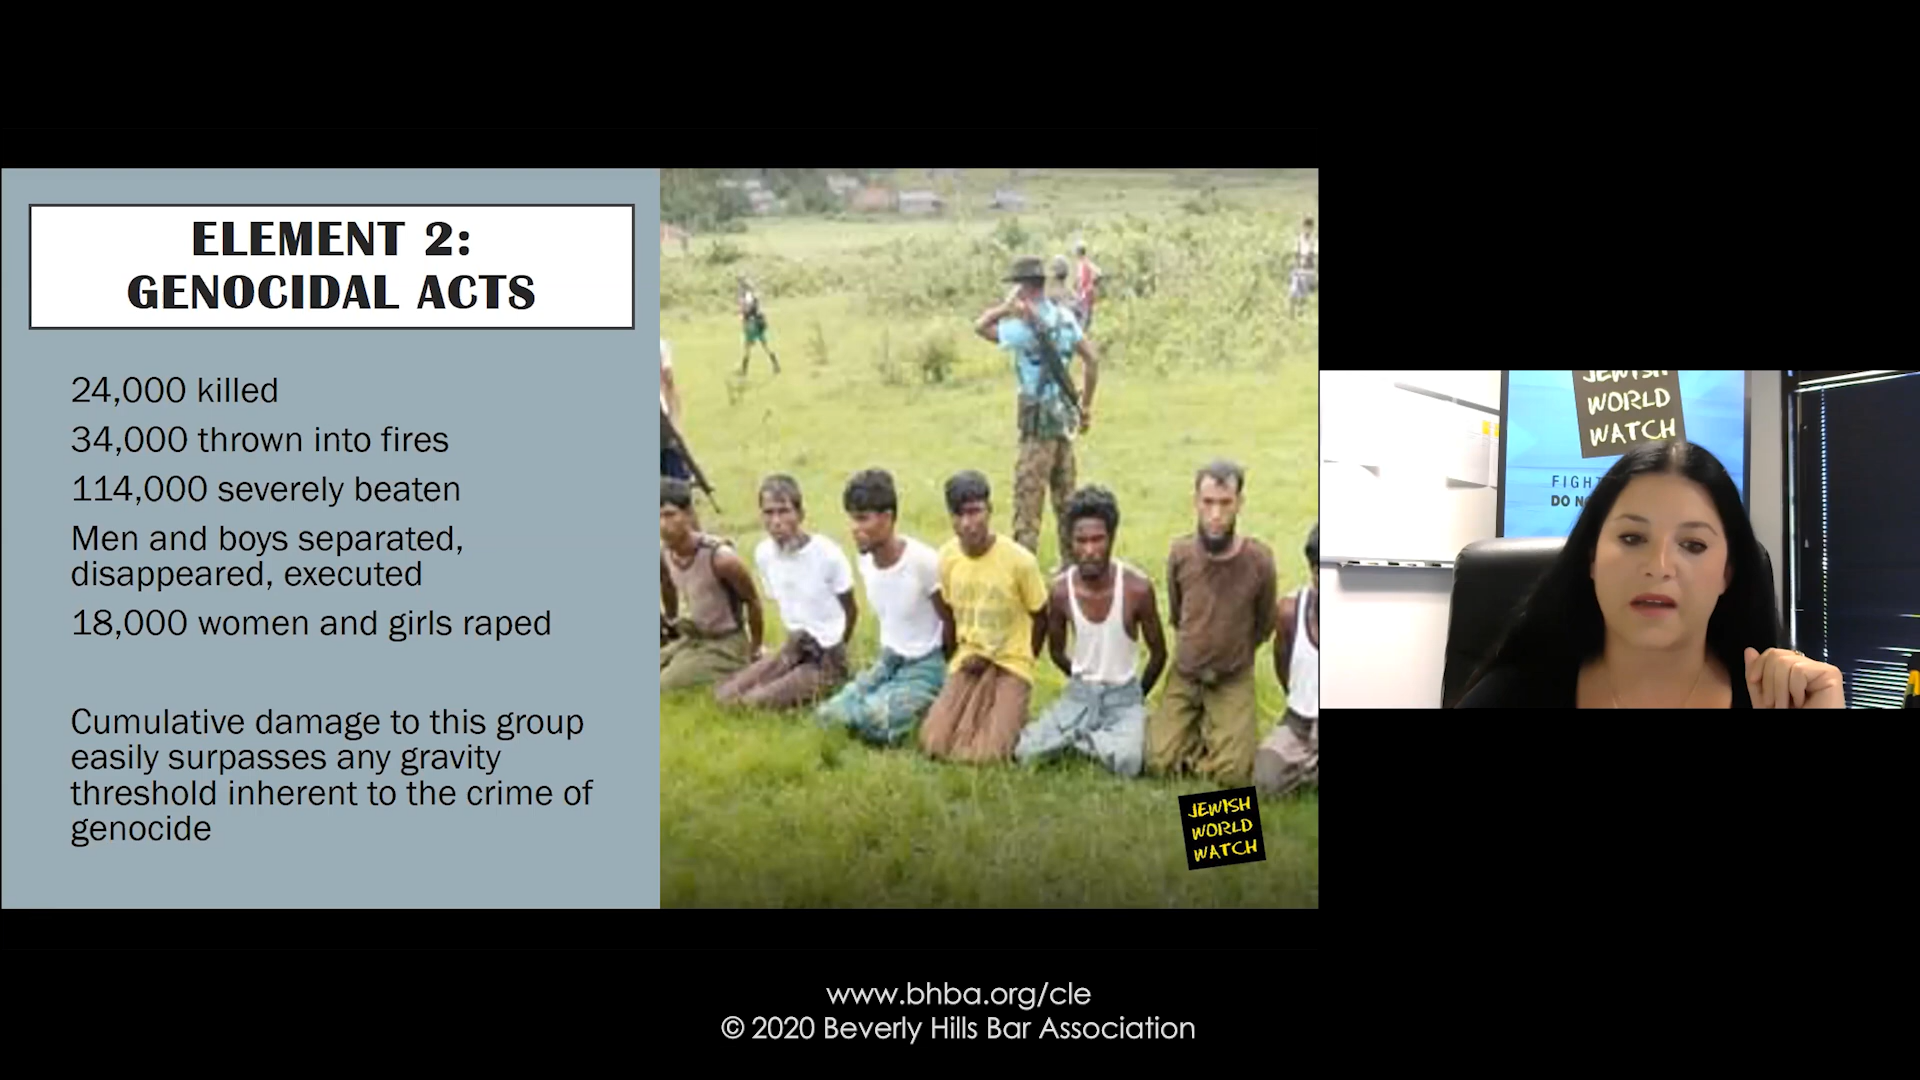 ELEMENT 2:
GENOCIDAL ACTS
24,000 killed
34,000 thrown into fires
114,000 severely beaten
Men and boys separated,
disappeared, executed
18,000 women and girls raped
Cumulative damage to this group
easily surpasses any gravity
threshold inherent to the crime of
genocide
JEWISH
WORLD
WATCH
JEWISH
WORLD
WATCH
FIGHT
DO N
www.bhba.org/cle
© 2020 Beverly Hills Bar Association